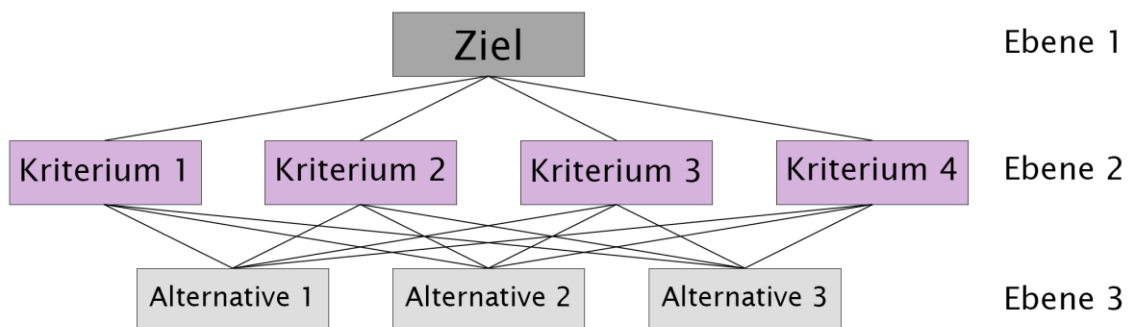 Ziel
Ebene 1
Kriterium 1
Kriterium 2
Kriterium 3
Kriterium 4
Ebene 2
Alternative 1
Alternative 2
Alternative 3
Ebene 3